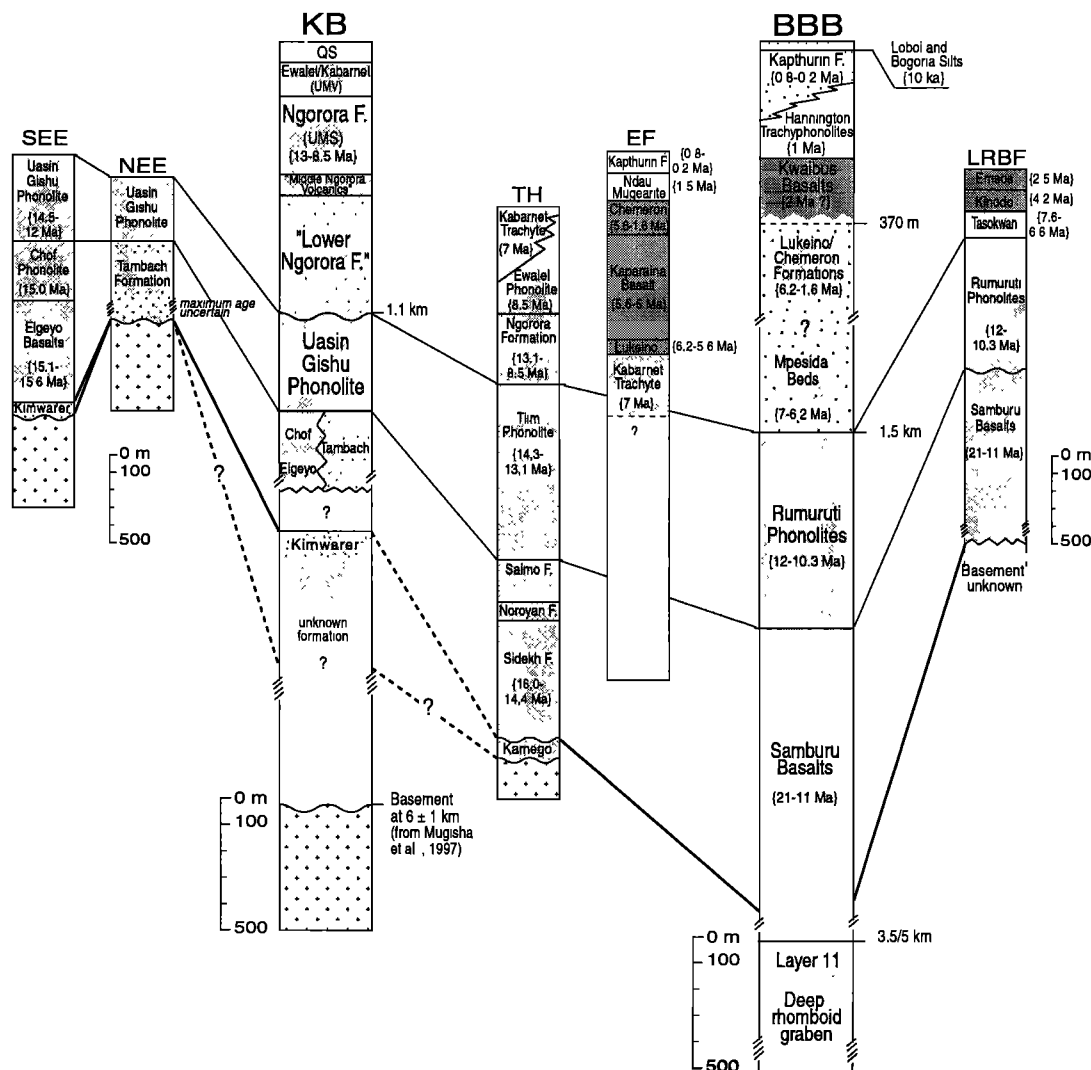 SEE
Uasin
Gishu
Phonolite
{14,5-
12 Ma}
Chof
Phonolite
{15.0 Ma}
Elgeyo
Basalts
{15.1-
15 6 Ma}
Kimwarer
NEE
Uasin Gishu
Phonolite
Tambach
Formation
maximum age
uncertain
0 m
100
500
?
KB
QS
Ewalel/Kabarnet
(UMV)
Ngorora F.
(UMS)
{13-8.5 Ma}
"Middle Ngorora
Volcanics"
"Lower
Ngorora F."
1.1 km
Uasin
Gishu
Phonolite
Chof
Tambach
Elgeyo
?
Kimwarer
unknown
formation
?
0 m
100
500
Basement
at 6 ± 1 km
(from Mugisha
et al , 1997)
?
TH
Kabarnet
Trachyte
{7 Ma}
Ewalel
Phonolite
{8.5 Ma}
Ngorora
Formation
{13.1-
8.5 Ma}
Tiim
Phonolite
{14,3-
13,1 Ma}
Saimo F.
Noroyan F.
Sidekh F.
{16,0-
14,4 Ma}
Kamego
EF
Kapthurin F
{0 8-
0 2 Ma}
Ndau
Mugearite
{1 5 Ma}
Chemeron
{5.6-1,6 Ma}
Kaparaina
Basalt
{5.6-5 Ma}
Lukeino
{6.2-5 6 Ma}
Kabarnet
Trachyte
{7 Ma}
?
BBB
Kapthurin F.
{0 8-0 2 Ma}
Loboi and
Bogoria Silts
{10 ka}
Hannington
Trachyphonolites
{1 Ma}
Kwaibus
Basalts
{2 Ma ?}
370 m
Lukeino/
Chemeron
Formations
{6.2-1,6 Ma}
?
Mpesida
Beds
{7-6,2 Ma}
1.5 km
Rumuruti
Phonolites
{12-10.3 Ma}
Samburu
Basalts
{21-11 Ma}
3.5/5 km
0 m
100
500
Layer 11
Deep
rhomboid
graben
LRBF
Emede
{2 5 Ma}
{4 2 Ma}
Tasokwan
{7.6-
6 6 Ma}
Rumuruti
Phonolites
{12-
10,3 Ma}
Samburu
Basalts
{21-11 Ma}
0 m
100
500
Basement
unknown